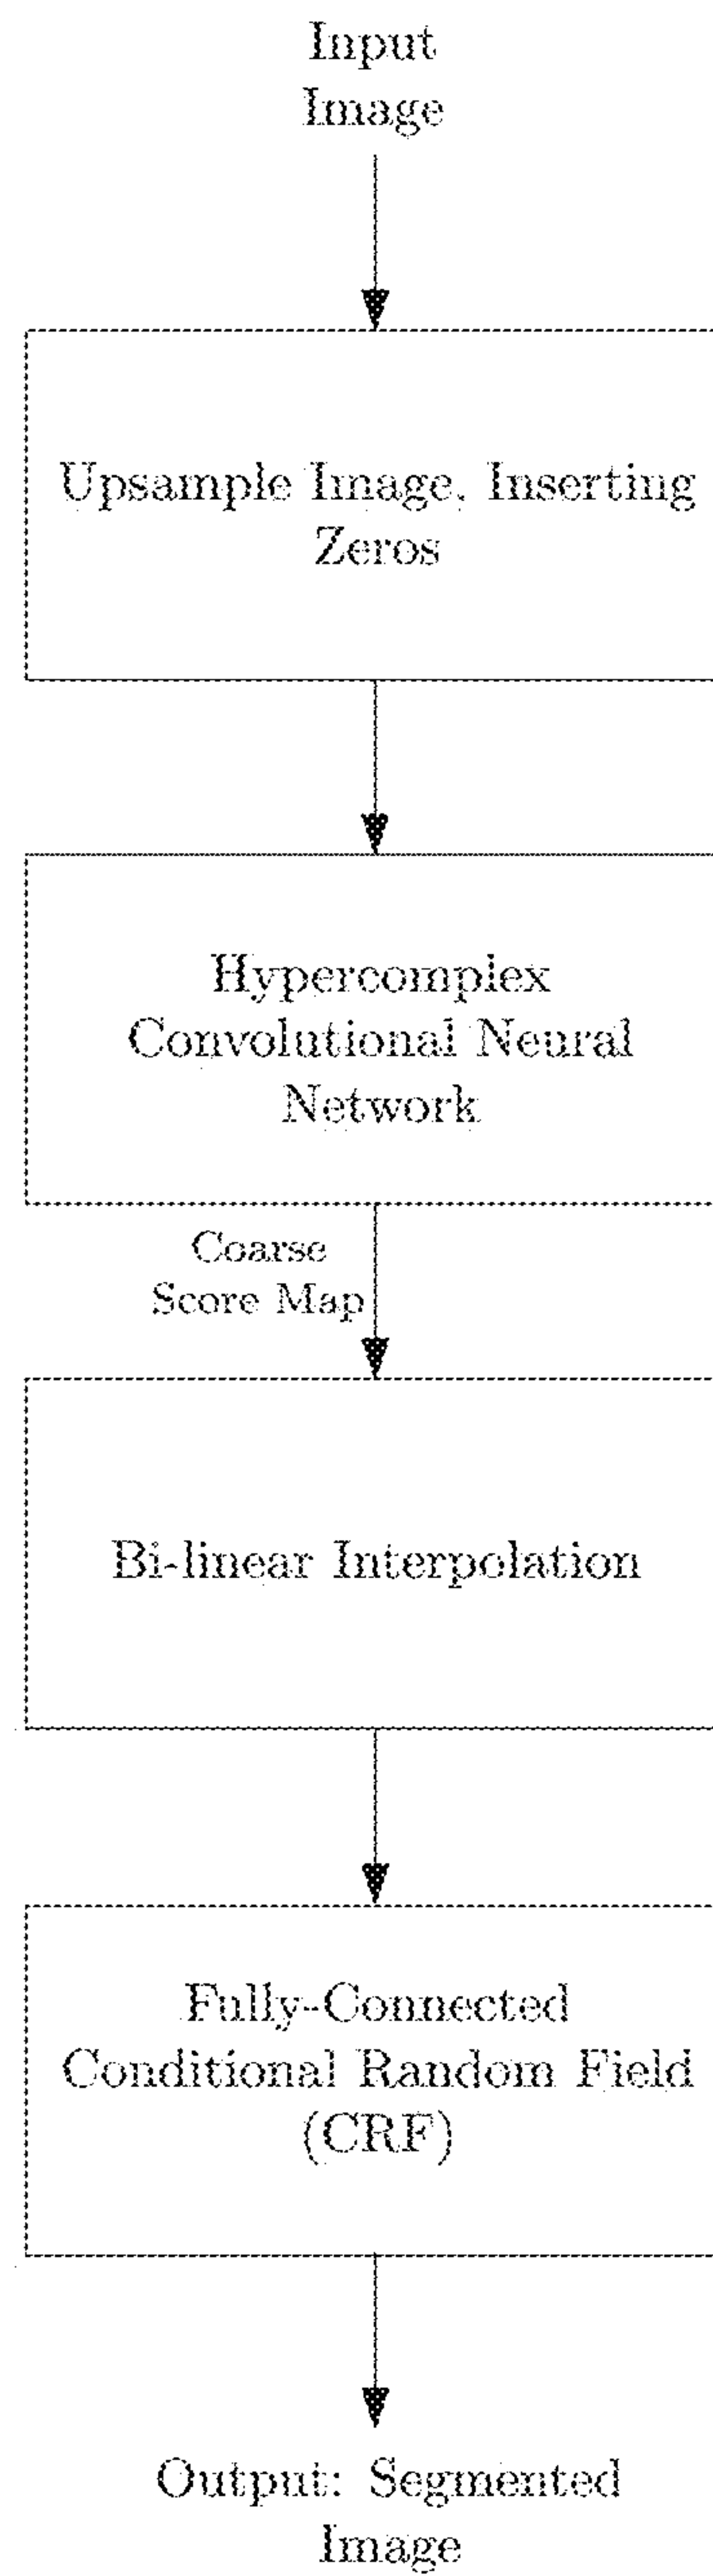 Input
Image
Upsample Image, Inserting
Zeros
Hypercomplex
Convolutional Neural
Network
Coarse
Score Map
Bi-linear Interpolation
Fully-Connected
Conditional Random Field
(CRF)
Output: Segmented
Image